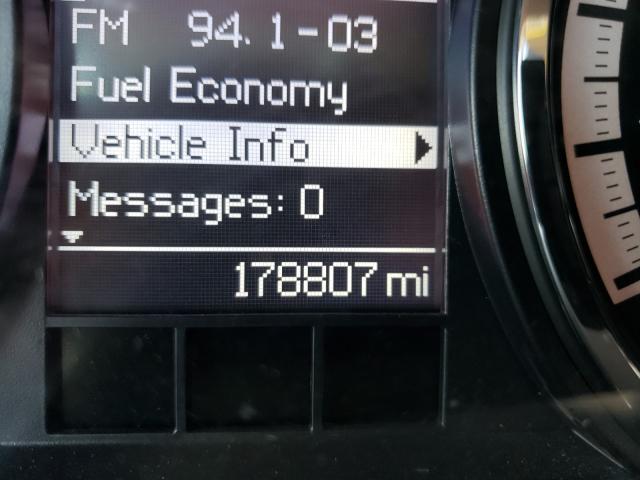 FM 94.1-03
Fuel Economy
Vehicle Info
Messages: 0
178807 mi